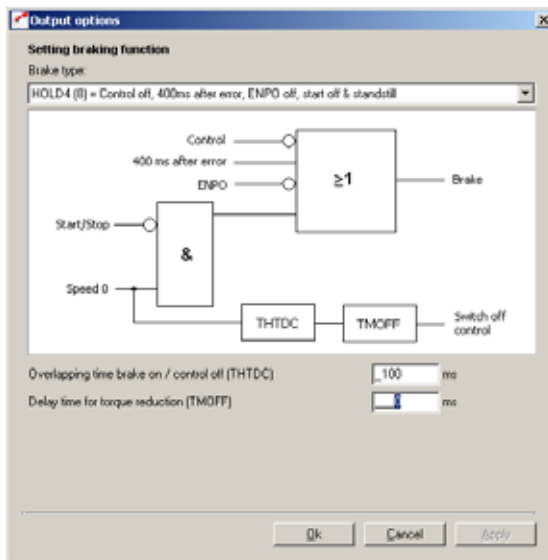 Output options
Setting braking function
Brake type:
HOLD4 (8) = Control off, 400ms after error, ENPO off, start off & standstill
Control
400 ms after error
ENPO
≥1
Brake
Start/Stop
&
Speed 0
THTDC
TMOFF
Switch off
control
Overlapping time brake on / control off (THTDC)
_100 ms
Delay time for torque reduction (TMOFF)
___0 ms
Ok
Cancel
Apply